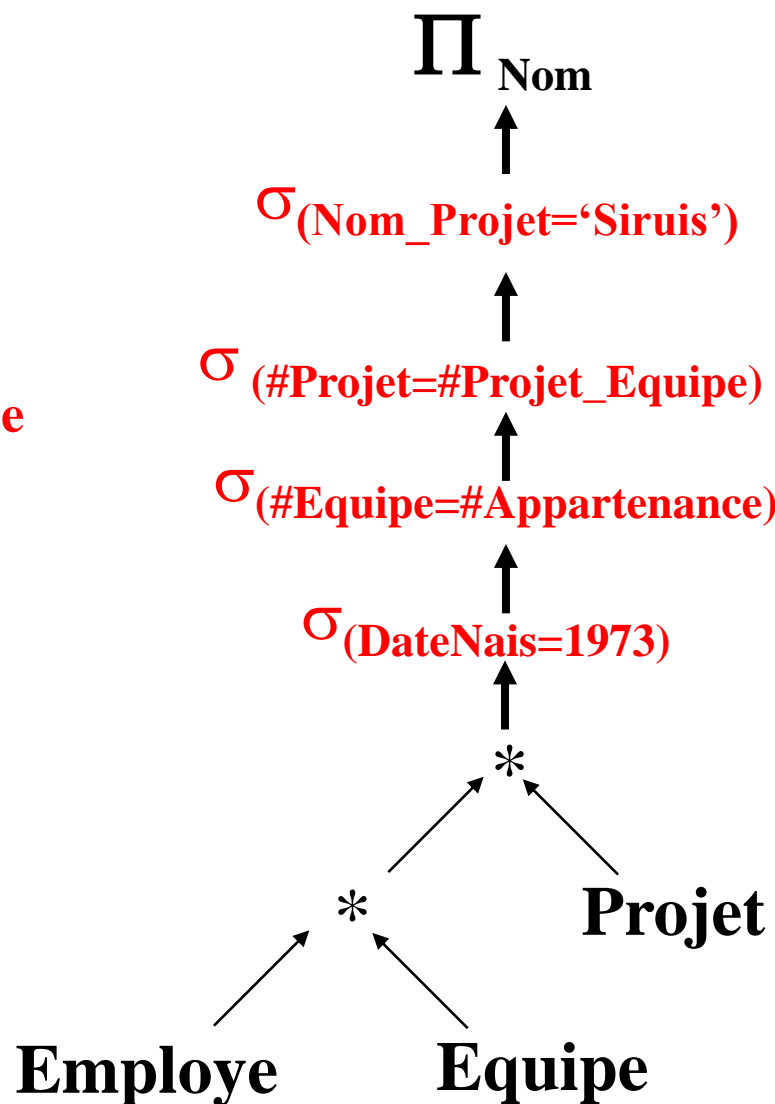 Π Nom
σ(Nom_Projet=‘Siruis’)
σ (#Projet=#Projet_Equipe)
e
σ(#Equipe=#Appartenance)
σ(DateNais=1973)
*
*
Projet
Employe
Equipe